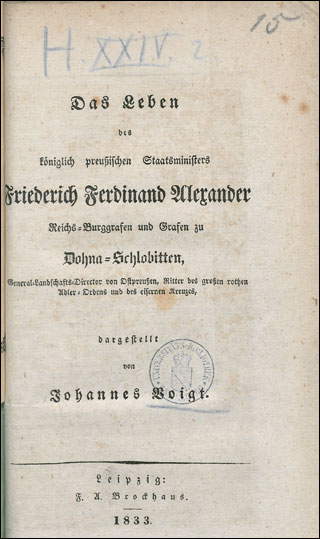 15
H. XXIV. 2
Das Leben
des
königlich preußischen Staatsministers
Friederich Ferdinand Alexander
Reichs-Burggrafen und Grafen zu
Dohna-Schlobitten,
General-Landschafts-Director von Ostpreußen, Ritter des großen rothen
Adler-Ordens und des eisernen Kreuzes,
dargestellt
von
Johannes Voigt.
Leipzig:
F. A. Brockhaus.
1833.